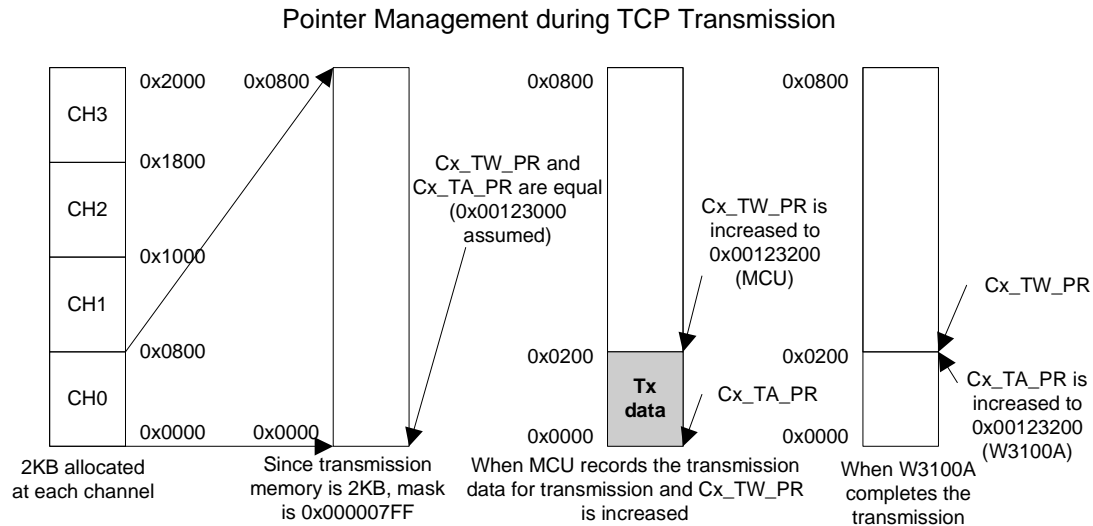 Pointer Management during TCP Transmission
0x2000
CH3
0x1800
CH2
0x1000
CH1
0x0800
CH0
0x0000
2KB allocated
at each channel
0x0800
0x0000
Cx_TW_PR and
Cx_TA_PR are equal
(0x00123000
assumed)
Since transmission
memory is 2KB, mask
is 0x000007FF
0x0800
Cx_TW_PR is
increased to
0x00123200
(MCU)
0x0200
Tx
data
Cx_TA_PR
0x0000
When MCU records the transmission
data for transmission and Cx_TW_PR
is increased
0x0800
Cx_TW_PR
0x0200
Cx_TA_PR is
increased to
0x00123200
(W3100A)
0x0000
When W3100A
completes the
transmission